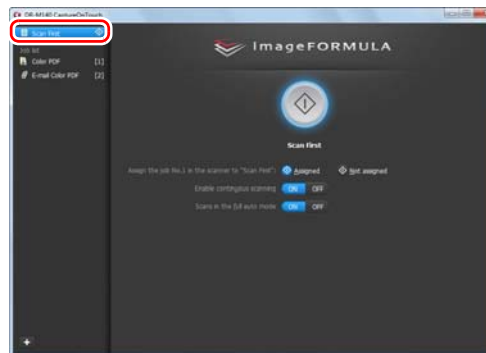 DR-M140 CaptureOnTouch
Scan First
Job list
Color PDF [1]
E-mail Color PDF [2]
imageFORMULA
Scan First
Assign the job No.1 in the scanner to "Scan First": Assigned Not assigned
Enable continuous scanning ON OFF
Scans in the full auto mode ON OFF